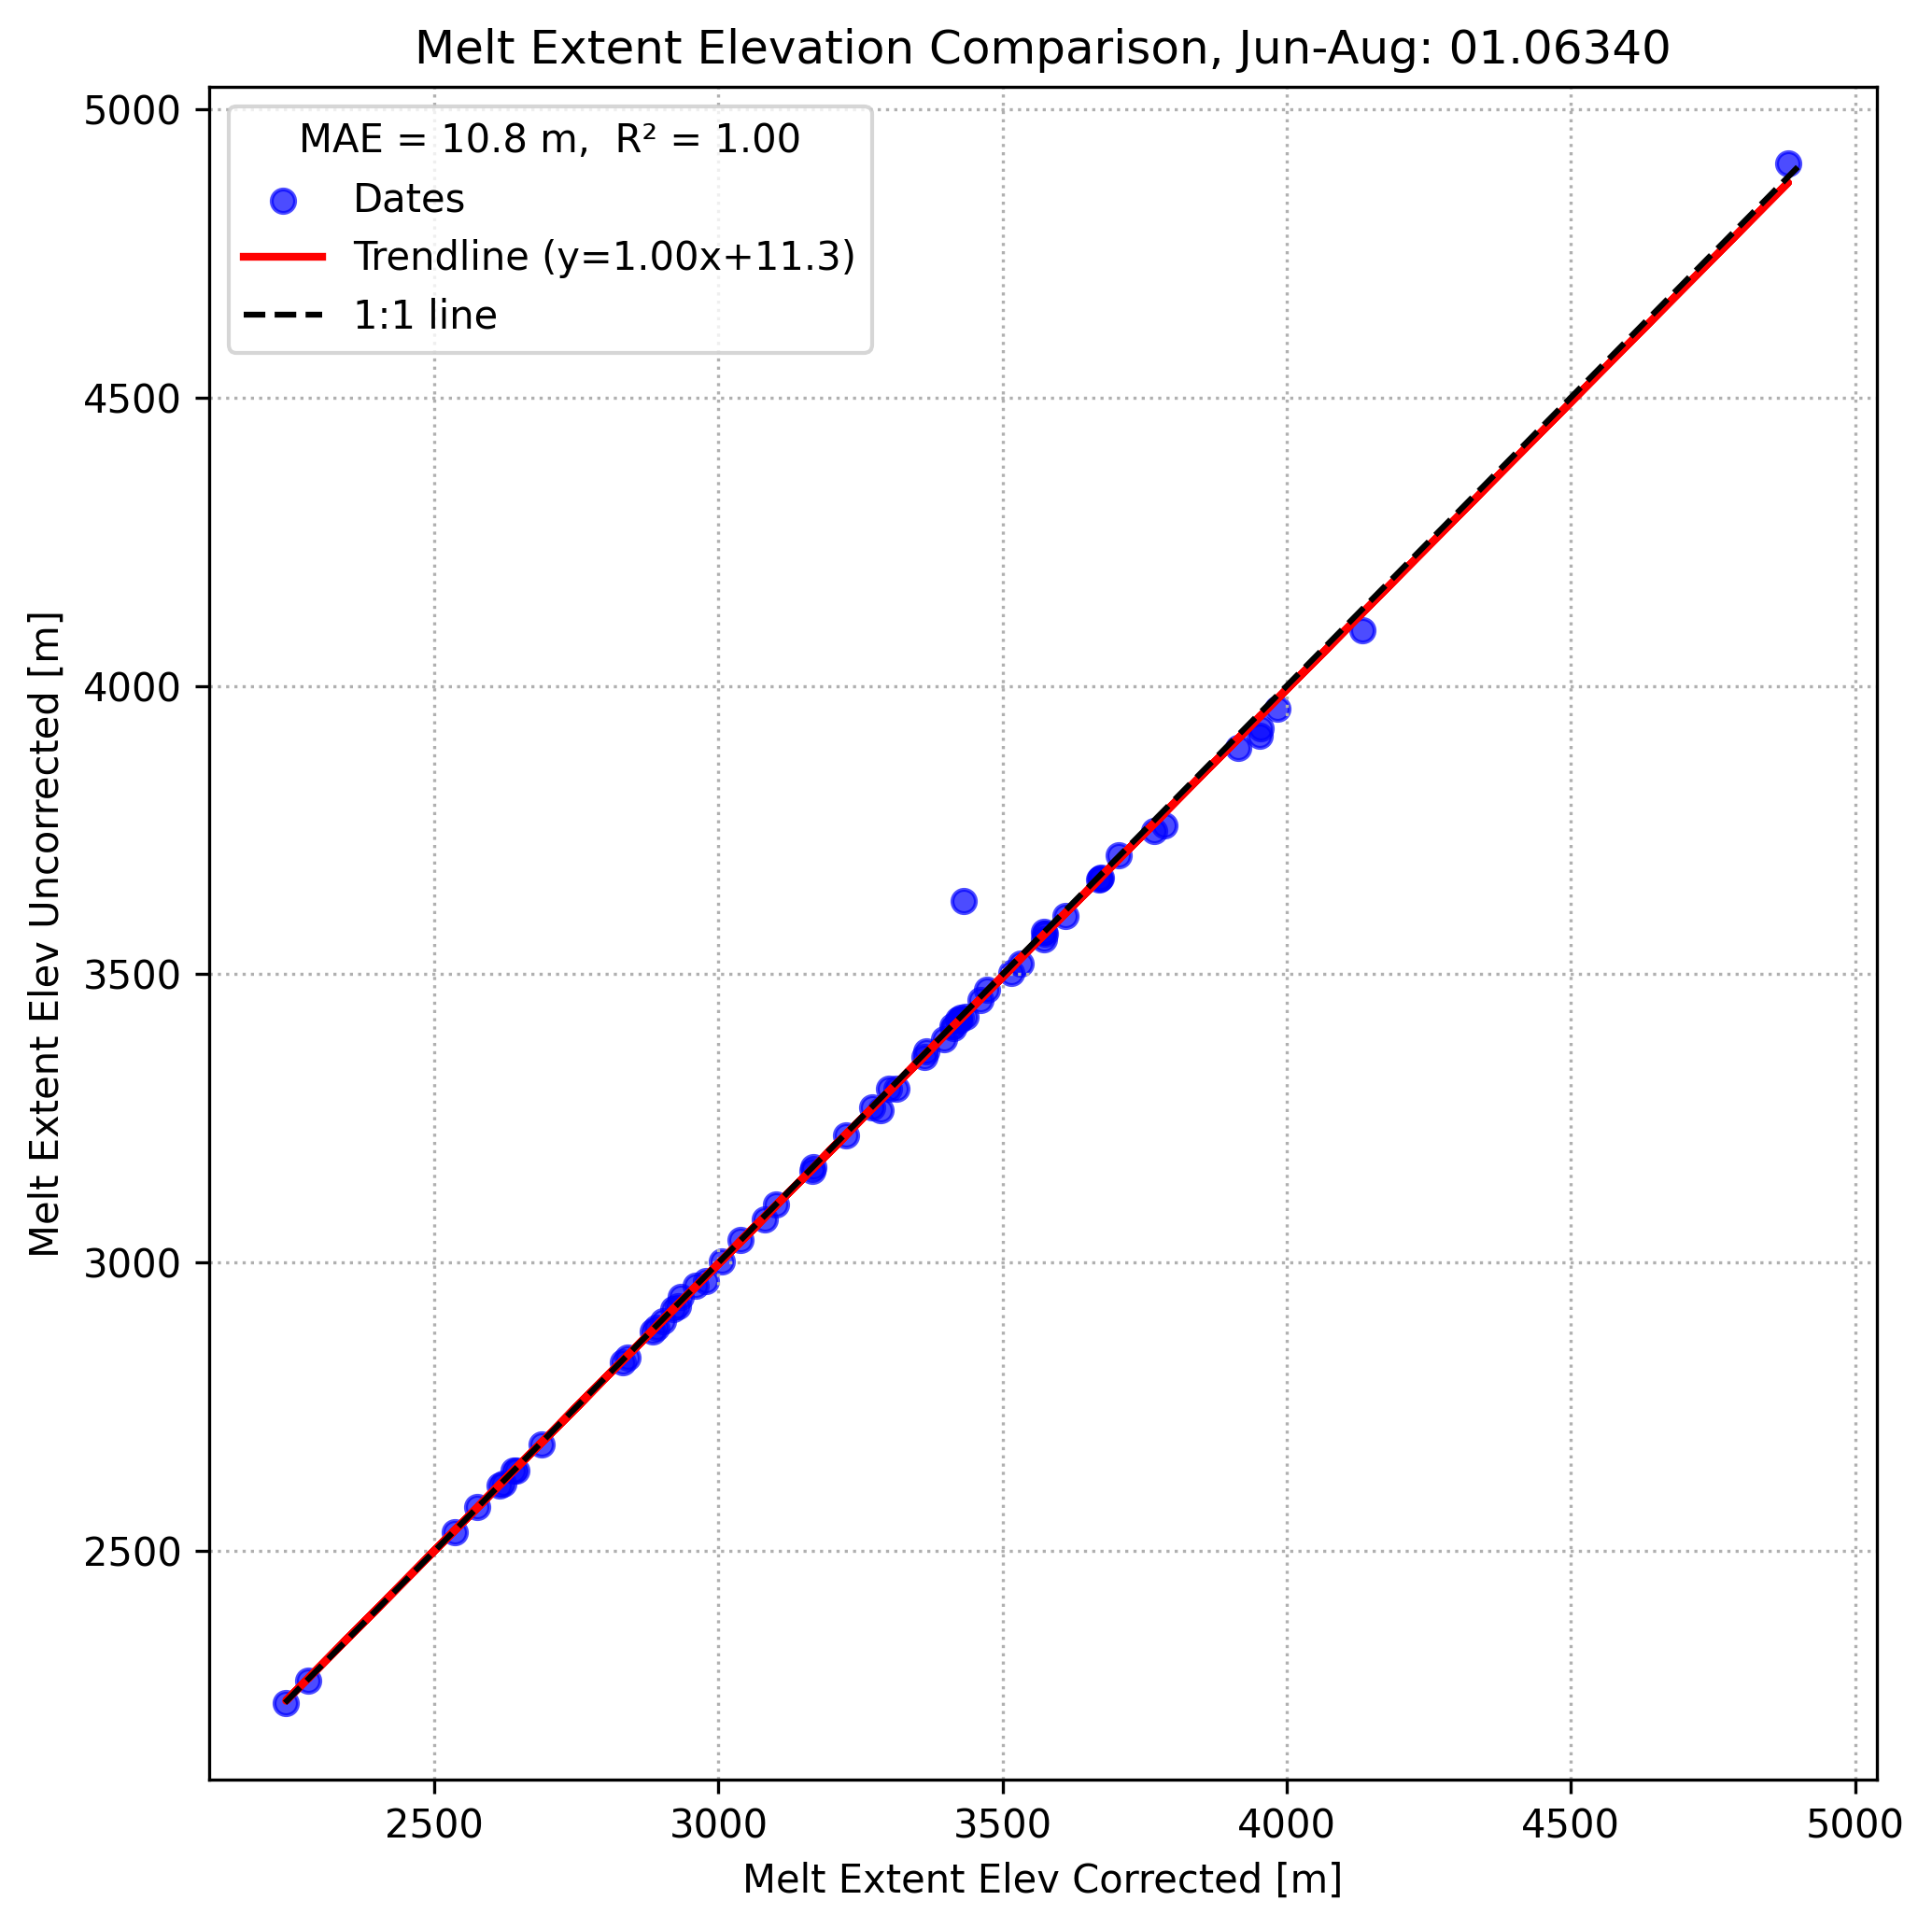 Melt Extent Elevation Comparison, Jun-Aug: 01.06340
MAE = 10.8 m,  R² = 1.00
Dates
Trendline (y=1.00x+11.3)
1:1 line
Melt Extent Elev Uncorrected [m]
5000
4500
4000
3500
3000
2500
2500 3000 3500 4000 4500 5000
Melt Extent Elev Corrected [m]